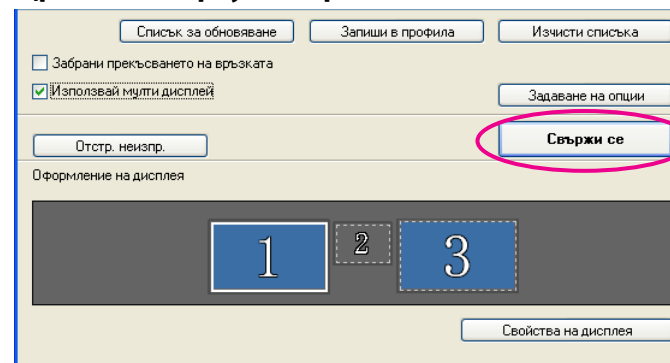 Списък за обновяване Запиши в профила Изчисти списъка
Забрани прекъсването на връзката
Използвай мулти дисплей
Задаване на опции
Отстр. неизпр. Свържи се
Оформление на дисплея
1 2 3
Свойства на дисплея